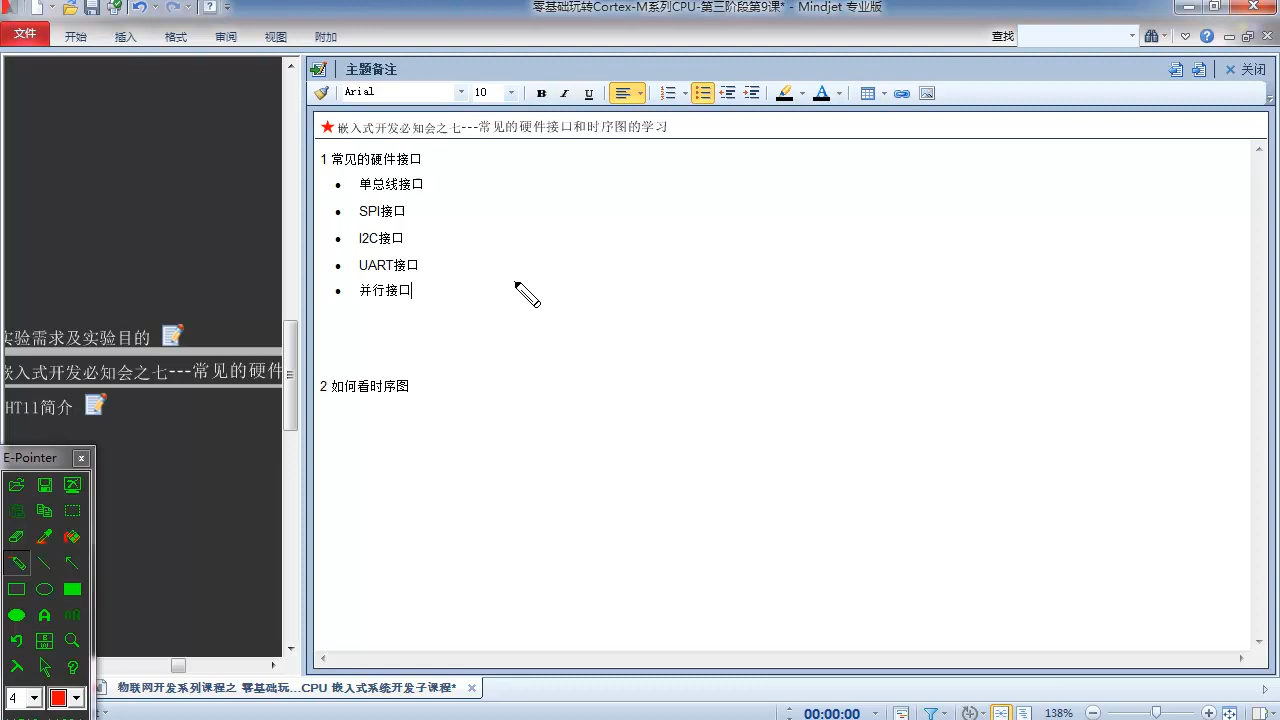 零基础玩转Cortex-M系列CPU-第三阶段第9课* - Mindjet 专业版
文件 开始 插入 格式 审阅 视图 附加 查找
主题备注 关闭
Arial 10 B I U A
★嵌入式开发必知会之七---常见的硬件接口和时序图的学习
1 常见的硬件接口
• 单总线接口
• SPI接口
• I2C接口
• UART接口
• 并行接口
2 如何看时序图
实验需求及实验目的
嵌入式开发必知会之七---常见的硬件
HT11简介
E-Pointer
4
物联网开发系列课程之 零基础玩...CPU 嵌入式系统开发子课程*
00:00:00 138%